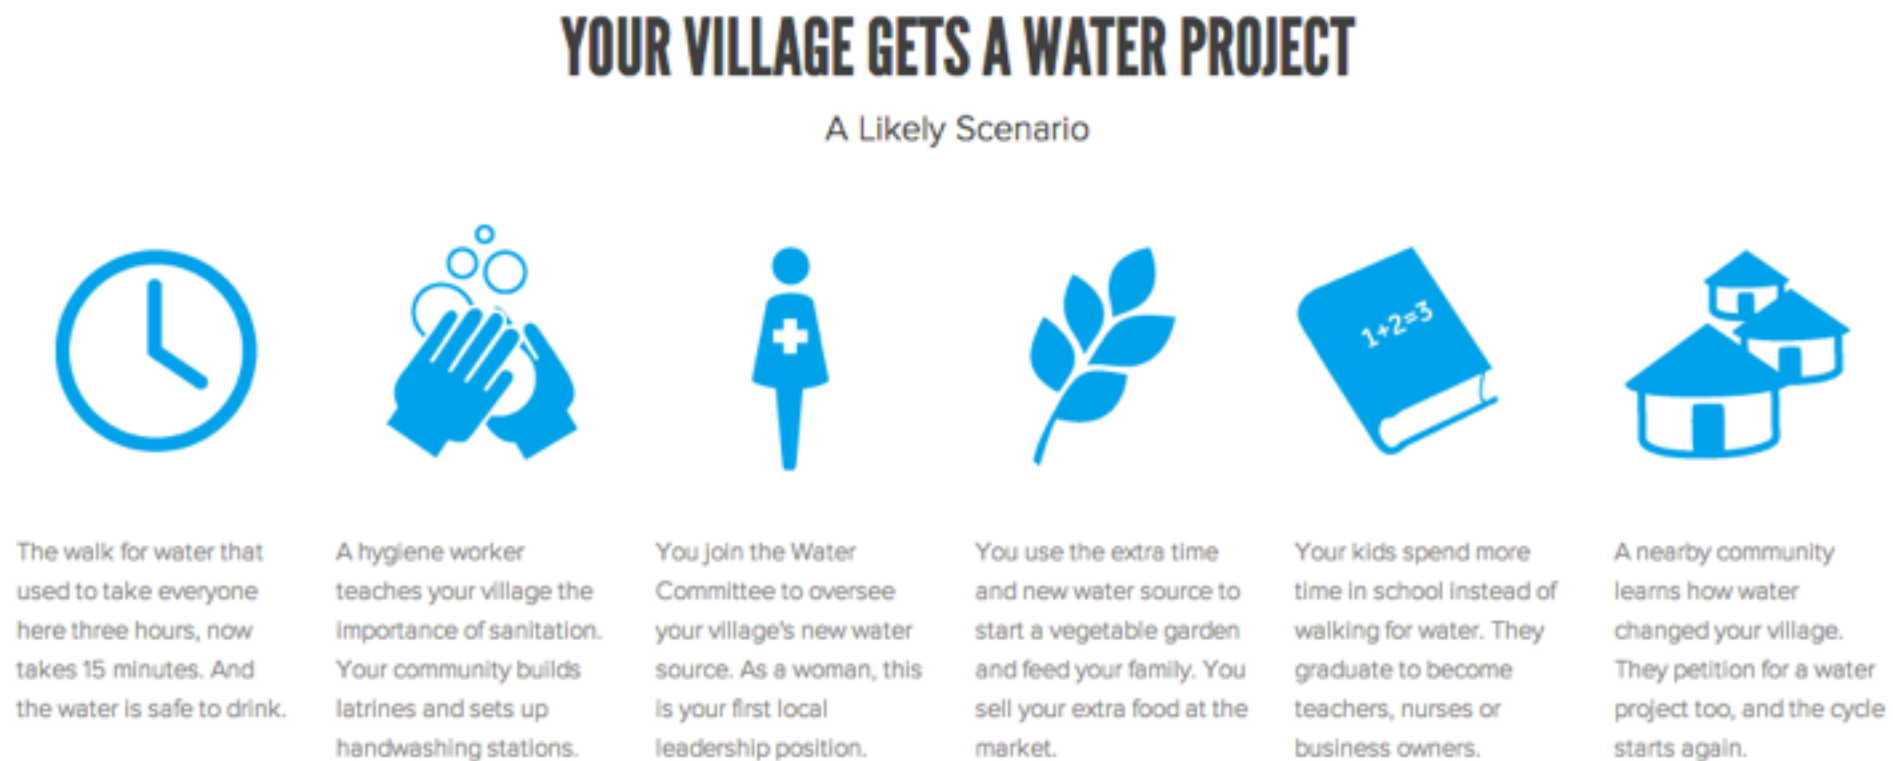 YOUR VILLAGE GETS A WATER PROJECT
A Likely Scenario
1+2=3
The walk for water that
used to take everyone
here three hours, now
takes 15 minutes. And
the water is safe to drink.
A hygiene worker
teaches your village the
importance of sanitation.
Your community builds
latrines and sets up
handwashing stations.
You join the Water
Committee to oversee
your village's new water
source. As a woman, this
is your first local
leadership position.
You use the extra time
and new water source to
start a vegetable garden
and feed your family. You
sell your extra food at the
market.
Your kids spend more
time in school instead of
walking for water. They
graduate to become
teachers, nurses or
business owners.
A nearby community
learns how water
changed your village.
They petition for a water
project too, and the cycle
starts again.